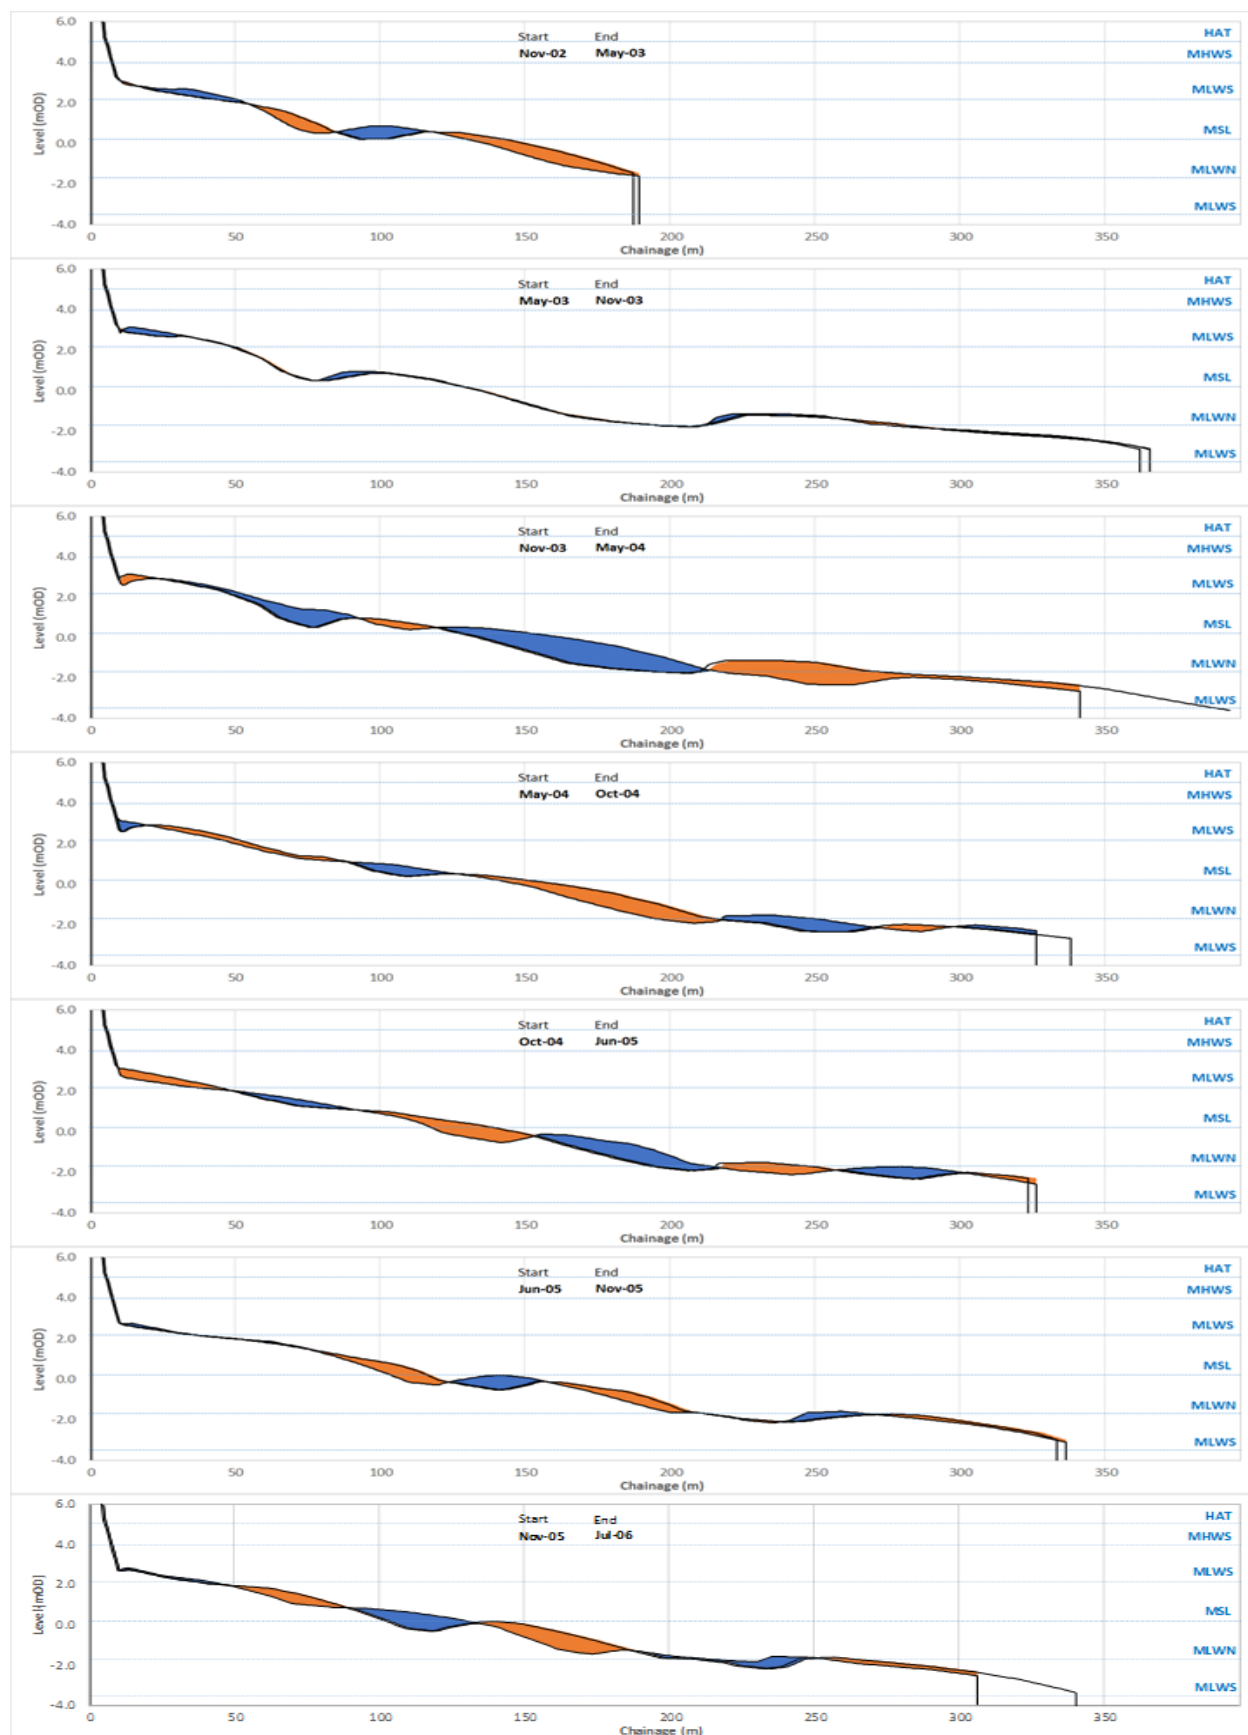 6.0
Start End HAT
Nov-02 May-03 MHWS
4.0
MLWS
2.0
Level (mOD)
MSL
0.0
MLWN
-2.0
MLWS
-4.0
0 50 100 150 200 250 300 350
Chainage (m)
6.0
Start End HAT
May-03 Nov-03 MHWS
4.0
MLWS
2.0
Level (mOD)
MSL
0.0
MLWN
-2.0
MLWS
-4.0
0 50 100 150 200 250 300 350
Chainage (m)
6.0
Start End HAT
Nov-03 May-04 MHWS
4.0
MLWS
2.0
Level (mOD)
MSL
0.0
MLWN
-2.0
MLWS
-4.0
0 50 100 150 200 250 300 350
Chainage (m)
6.0
Start End HAT
May-04 Oct-04 MHWS
4.0
MLWS
2.0
Level (mOD)
MSL
0.0
MLWN
-2.0
MLWS
-4.0
0 50 100 150 200 250 300 350
Chainage (m)
6.0
Start End HAT
Oct-04 Jun-05 MHWS
4.0
MLWS
2.0
Level (mOD)
MSL
0.0
MLWN
-2.0
MLWS
-4.0
0 50 100 150 200 250 300 350
Chainage (m)
6.0
Start End HAT
Jun-05 Nov-05 MHWS
4.0
MLWS
2.0
Level (mOD)
MSL
0.0
MLWN
-2.0
MLWS
-4.0
0 50 100 150 200 250 300 350
Chainage (m)
6.0
Start End HAT
Nov-05 Jul-06 MHWS
4.0
MLWS
2.0
Level (mOD)
MSL
0.0
MLWN
-2.0
MLWS
-4.0
0 50 100 150 200 250 300 350
Chainage (m)